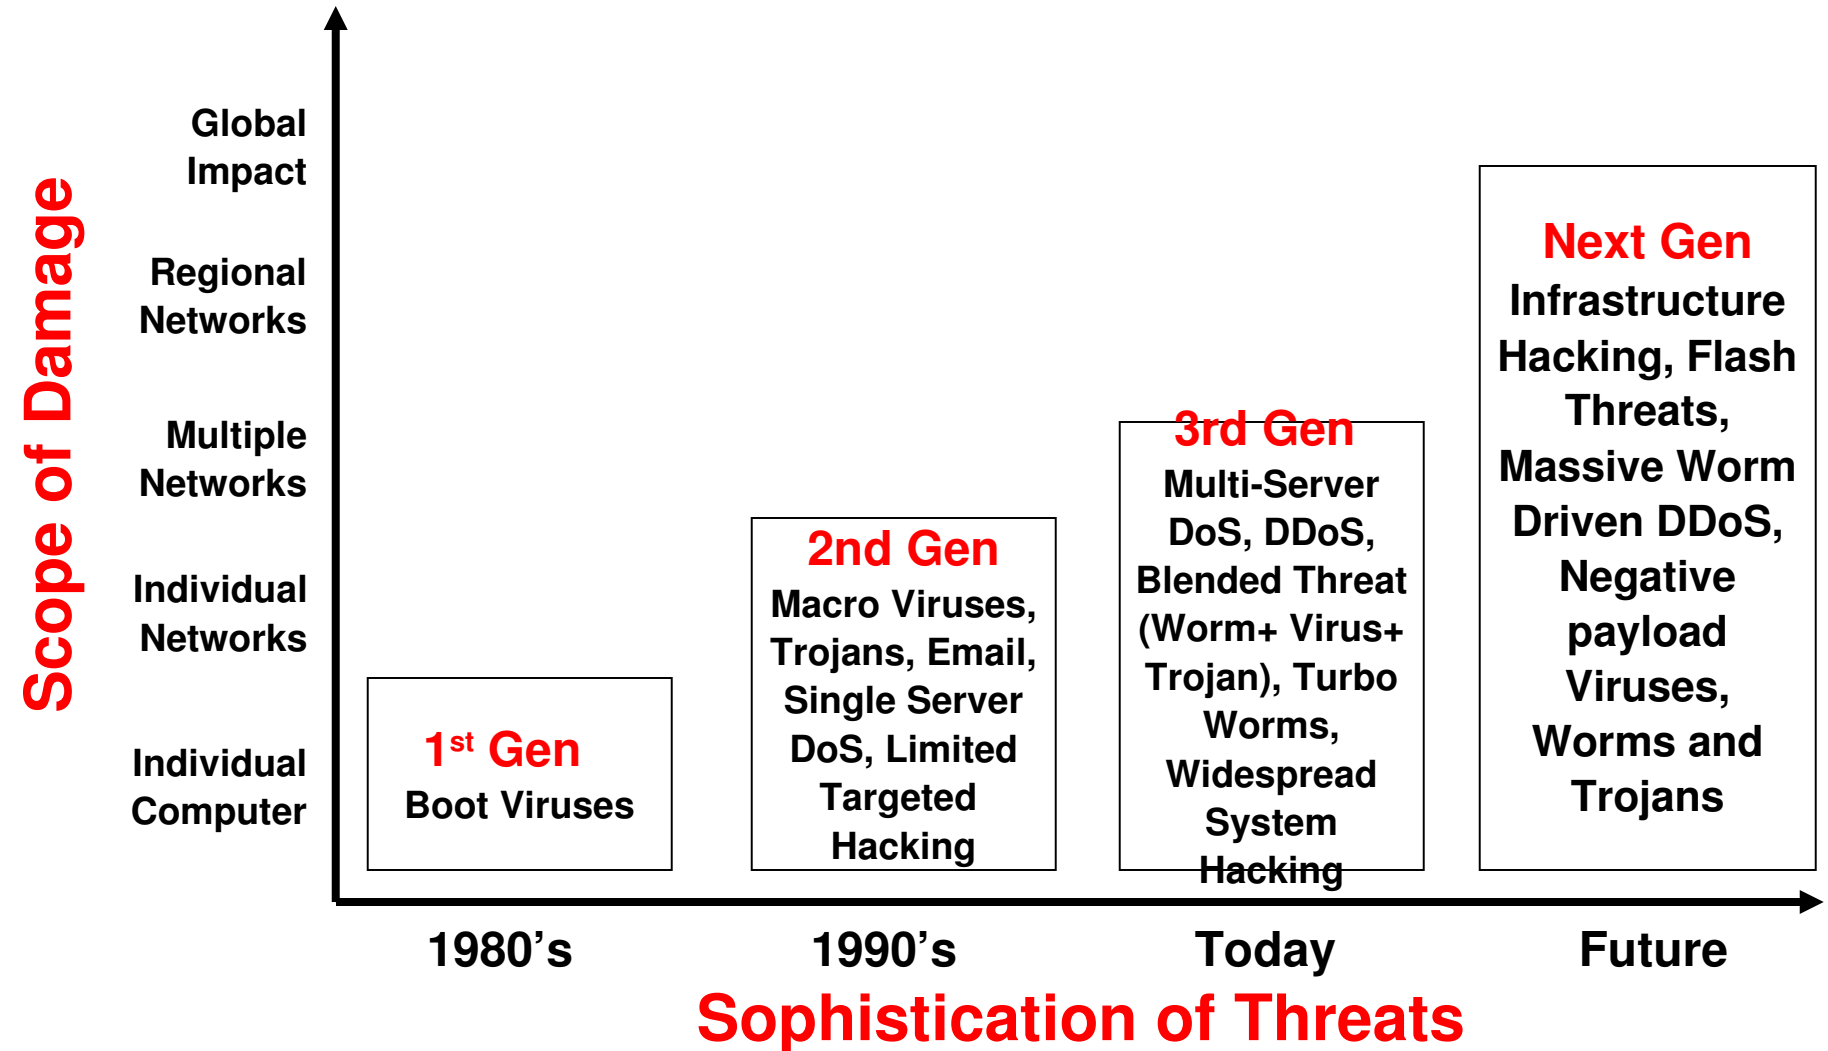 Scope of Damage
Global
Impact
Regional
Networks
Multiple
Networks
Individual
Networks
Individual
Computer
1st Gen
Boot Viruses
2nd Gen
Macro Viruses,
Trojans, Email,
Single Server
DoS, Limited
Targeted
Hacking
3rd Gen
Multi-Server
DoS, DDoS,
Blended Threat
(Worm+ Virus+
Trojan), Turbo
Worms,
Widespread
System
Hacking
Next Gen
Infrastructure
Hacking, Flash
Threats,
Massive Worm
Driven DDoS,
Negative
payload
Viruses,
Worms and
Trojans
1980’s
1990’s
Today
Future
Sophistication of Threats